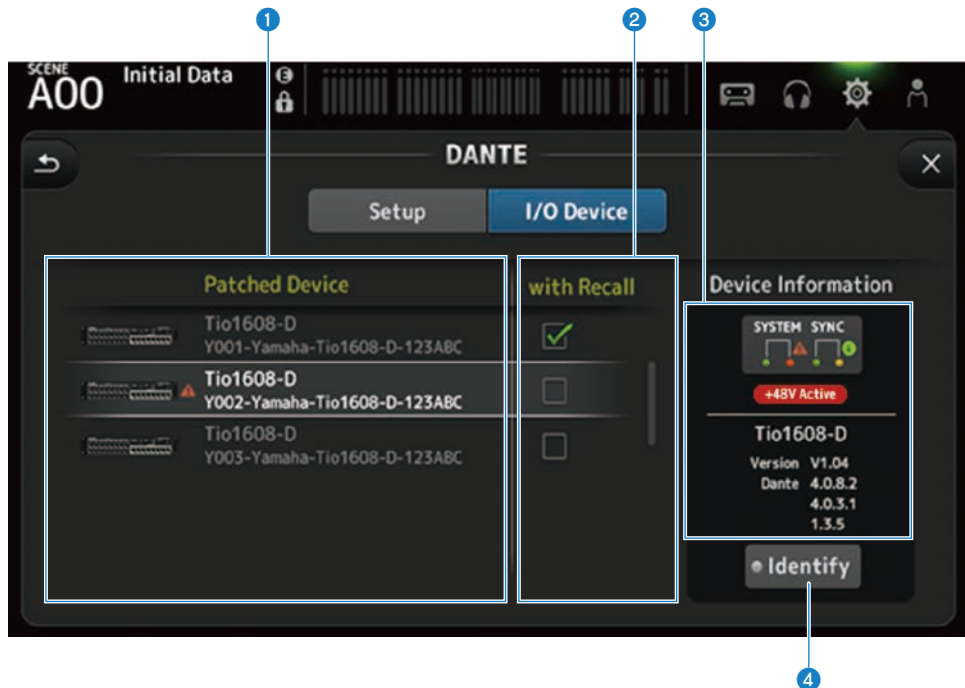 1
2
3
SCENE
A00
Initial Data
E
DANTE
Setup
I/O Device
Patched Device
with Recall
Device Information
Tio1608-D
Y001-Yamaha-Tio1608-D-123ABC
Tio1608-D
Y002-Yamaha-Tio1608-D-123ABC
Tio1608-D
Y003-Yamaha-Tio1608-D-123ABC
SYSTEM SYNC
+48V Active
Tio1608-D
Version V1.04
Dante 4.0.8.2
4.0.3.1
1.3.5
Identify
4